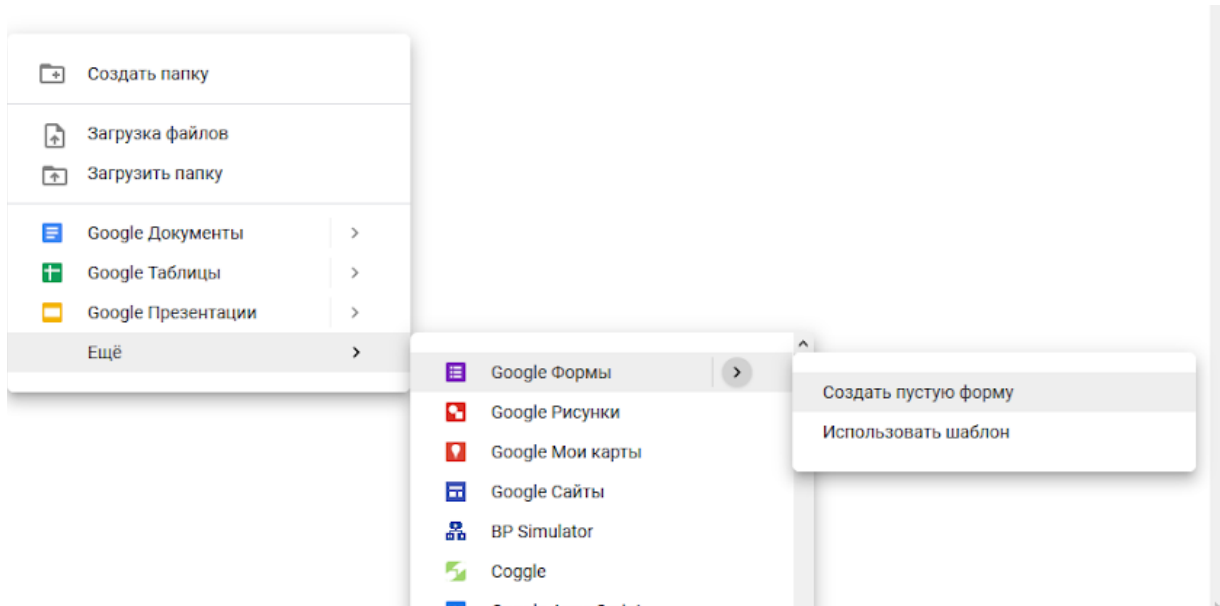 Создать папку
Загрузка файлов
Загрузить папку
Google Документы
Google Таблицы
Google Презентации
Ещё
Google Формы
Google Рисунки
Google Мои карты
Google Сайты
BP Simulator
Coggle
Создать пустую форму
Использовать шаблон